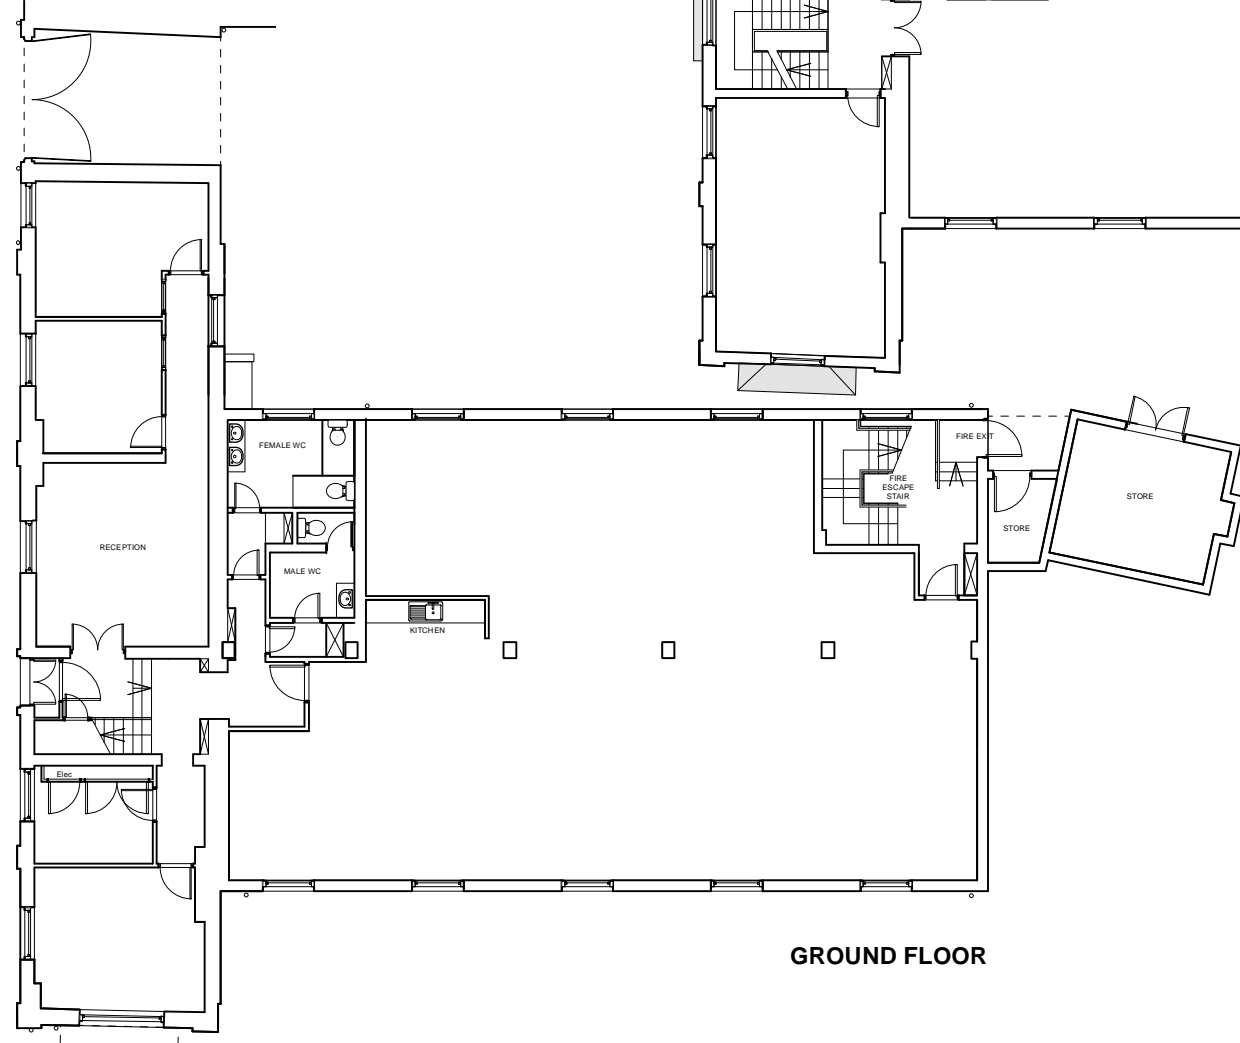 FEMALE WC
FIRE EXIT
FIRE
ESCAPE
STAIR
STORE
STORE
RECEPTION
MALE WC
KITCHEN
Elec
GROUND FLOOR